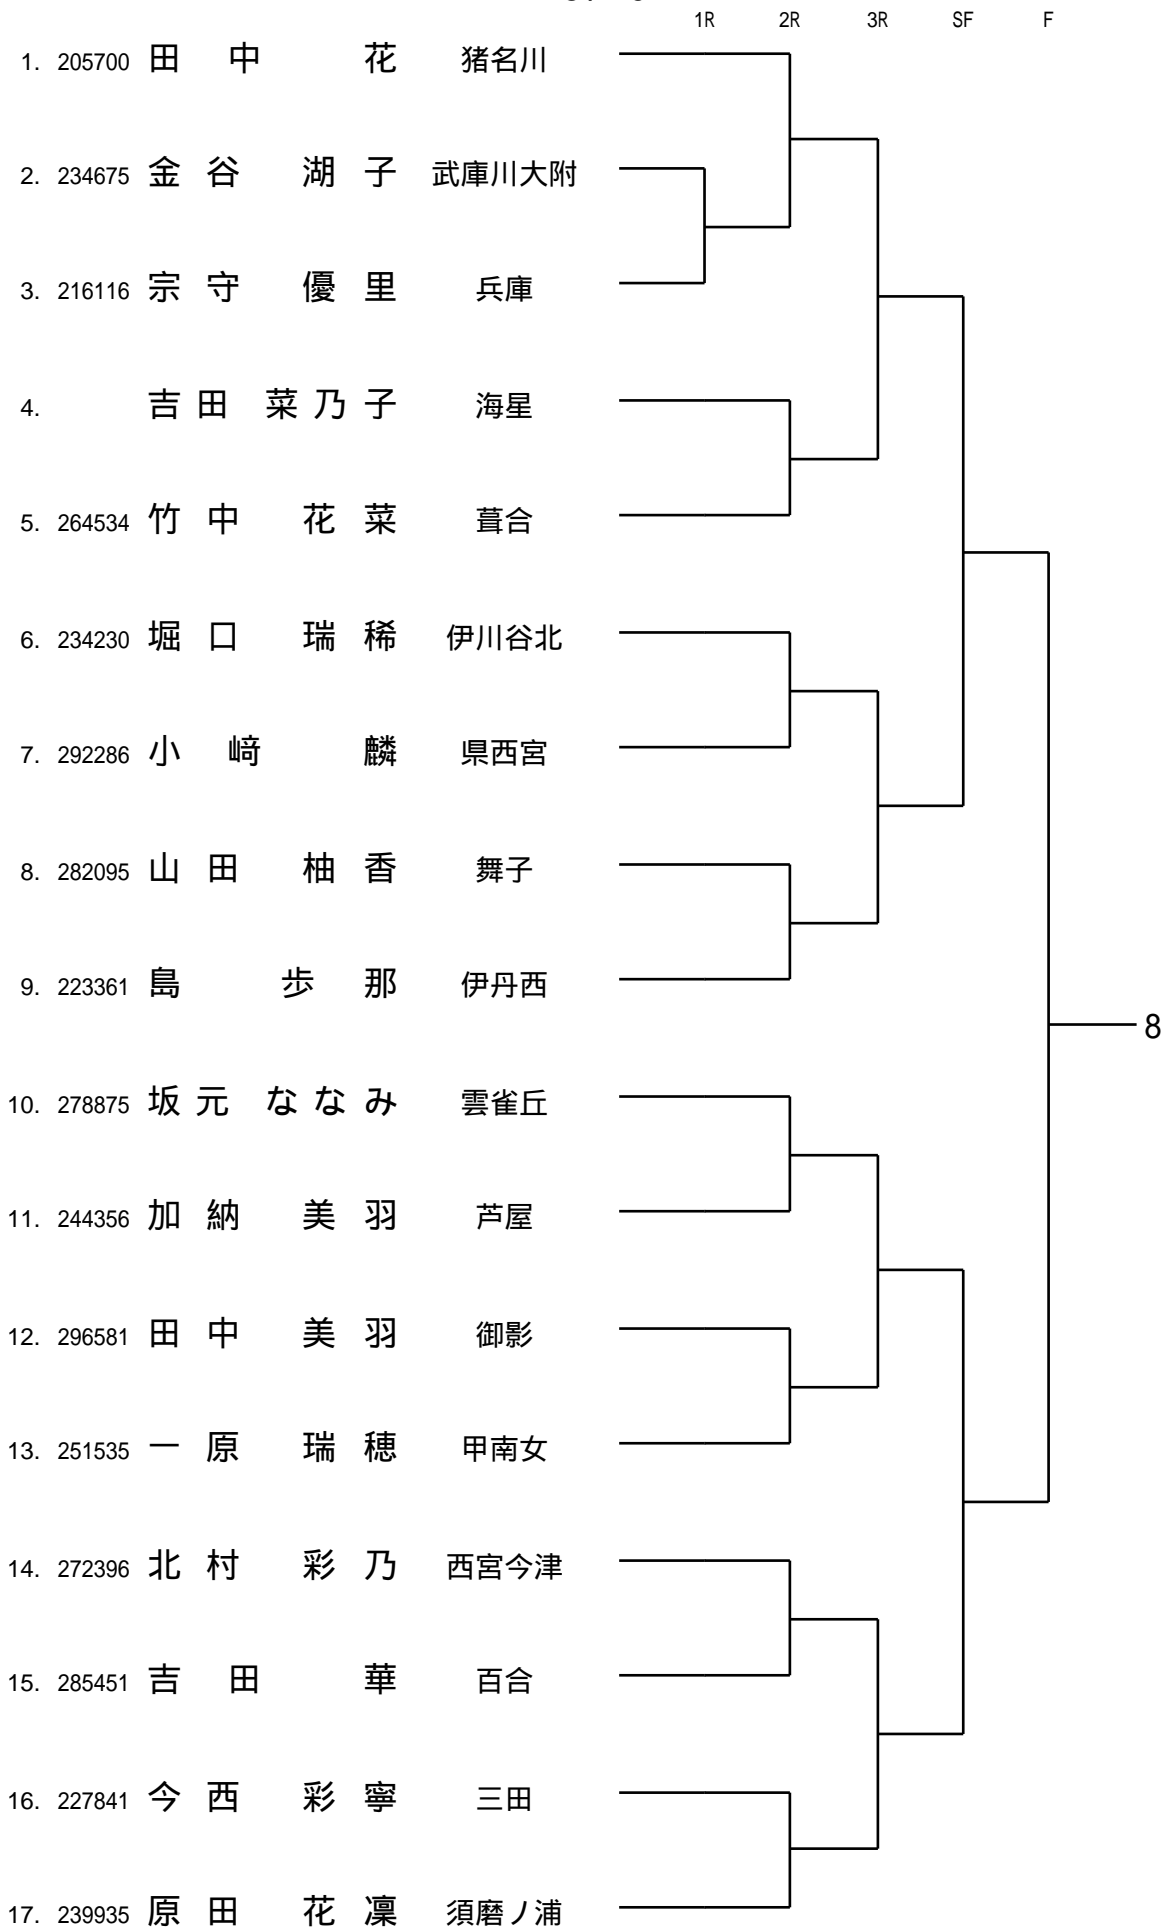 1R 2R 3R SF F
1. 205700 田中 花 猪名川
2. 234675 金谷 湖子 武庫川大附
3. 216116 宗守 優里 兵庫
4. 吉田 菜乃子 海星
5. 264534 竹中 花菜 葺合
6. 234230 堀口 瑞稀 伊川谷北
7. 292286 小﨑 麟 県西宮
8. 282095 山田 柚香 舞子
9. 223361 島 歩那 伊丹西
8
10. 278875 坂元 ななみ 雲雀丘
11. 244356 加納 美羽 芦屋
12. 296581 田中 美羽 御影
13. 251535 一原 瑞穂 甲南女
14. 272396 北村 彩乃 西宮今津
15. 285451 吉田 華 百合
16. 227841 今西 彩寧 三田
17. 239935 原田 花凜 須磨ノ浦